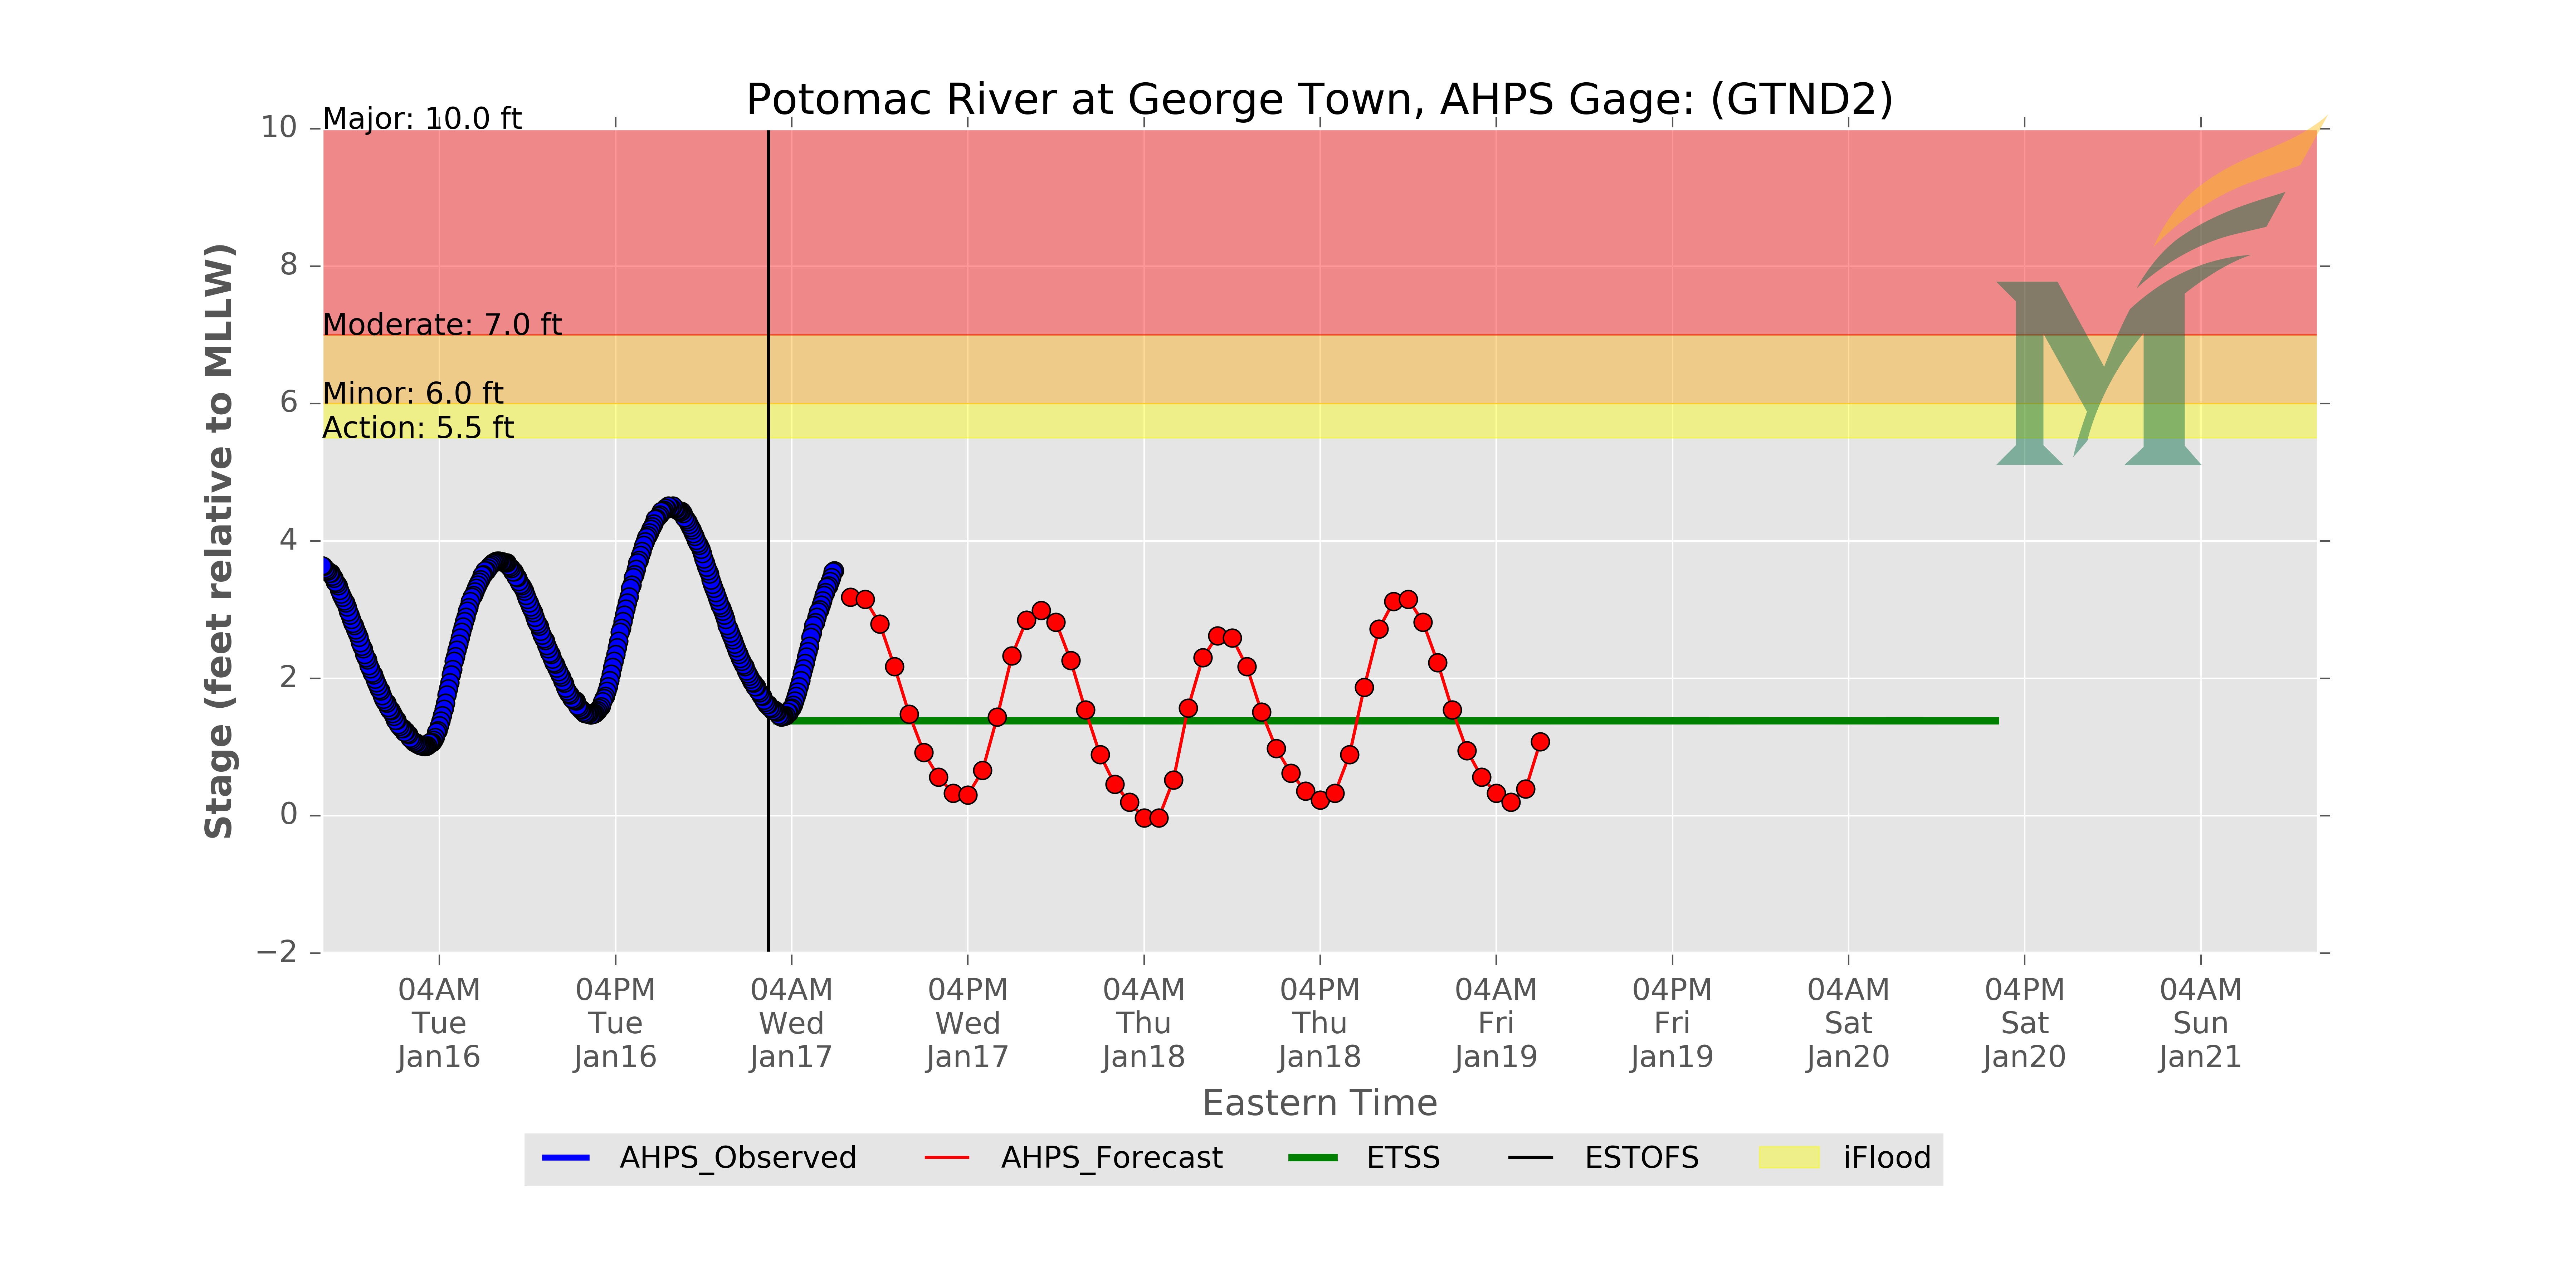 Potomac River at George Town, AHPS Gage: (GTND2)
Major: 10.0 ft
Moderate: 7.0 ft
Minor: 6.0 ft
Action: 5.5 ft
Stage (feet relative to MLLW)
10
8
6
4
2
0
−2
04AM
Tue
Jan16
04PM
Tue
Jan16
04AM
Wed
Jan17
04PM
Wed
Jan17
04AM
Thu
Jan18
04PM
Thu
Jan18
04AM
Fri
Jan19
04PM
Fri
Jan19
04AM
Sat
Jan20
04PM
Sat
Jan20
04AM
Sun
Jan21
Eastern Time
AHPS_Observed
AHPS_Forecast
ETSS
ESTOFS
iFlood
M